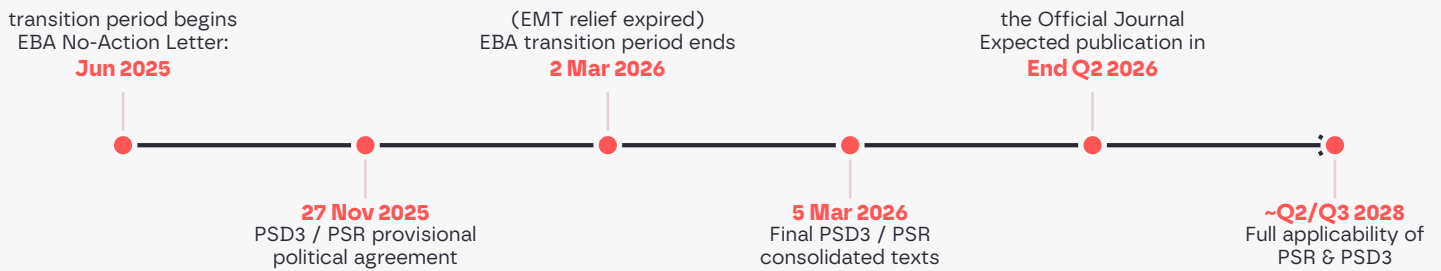 transition period begins
EBA No-Action Letter:
Jun 2025
(EMT relief expired)
EBA transition period ends
2 Mar 2026
the Official Journal
Expected publication in
End Q2 2026
27 Nov 2025
PSD3 / PSR provisional
political agreement
5 Mar 2026
Final PSD3 / PSR
consolidated texts
~Q2/Q3 2028
Full applicability of
PSR & PSD3